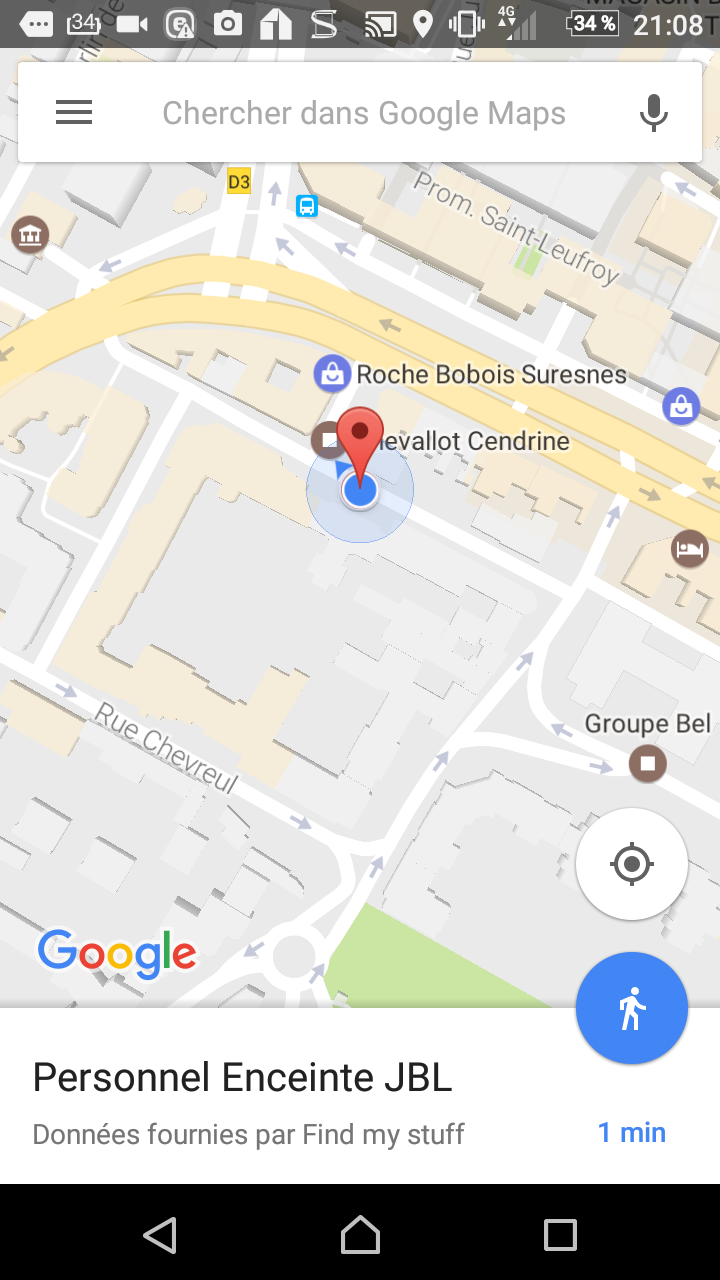 34
4G
34 %
21:08
Chercher dans Google Maps
D3
Prom. Saint-Leufroy
Roche Bobois Suresnes
Cendrine
Groupe Bel
Rue Chevreul
Google
Personnel Enceinte JBL
Données fournies par Find my stuff
1 min